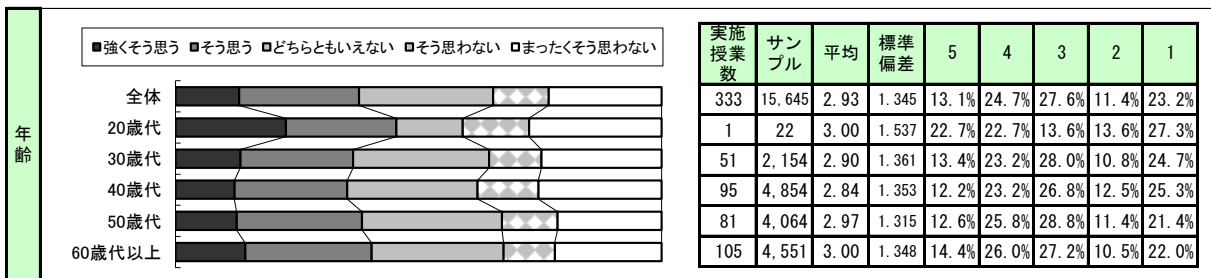 年齢
■強くそう思う ■そう思う □どちらともいえない □そう思わない □まったくそう思わない
全体
20歳代
30歳代
40歳代
50歳代
60歳代以上
実施授業数 サンプル 平均 標準偏差 5 4 3 2 1
333 15,645 2.93 1.345 13.1% 24.7% 27.6% 11.4% 23.2%
1 22 3.00 1.537 22.7% 22.7% 13.6% 13.6% 27.3%
51 2,154 2.90 1.361 13.4% 23.2% 28.0% 10.8% 24.7%
95 4,854 2.84 1.353 12.2% 23.2% 26.8% 12.5% 25.3%
81 4,064 2.97 1.315 12.6% 25.8% 28.8% 11.4% 21.4%
105 4,551 3.00 1.348 14.4% 26.0% 27.2% 10.5% 22.0%